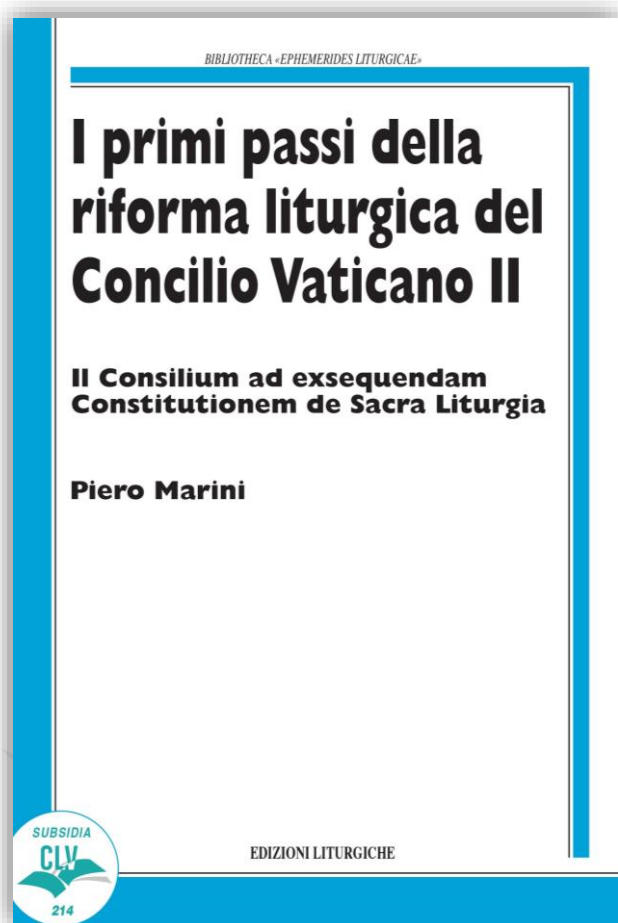 BIBLIOTHECA «EPHEMERIDES LITURGICAE»
I primi passi della
riforma liturgica del
Concilio Vaticano II
Il Consilium ad exsequendam
Constitutionem de Sacra Liturgia
Piero Marini
SUBSIDIA
CLV
214
EDIZIONI LITURGICHE